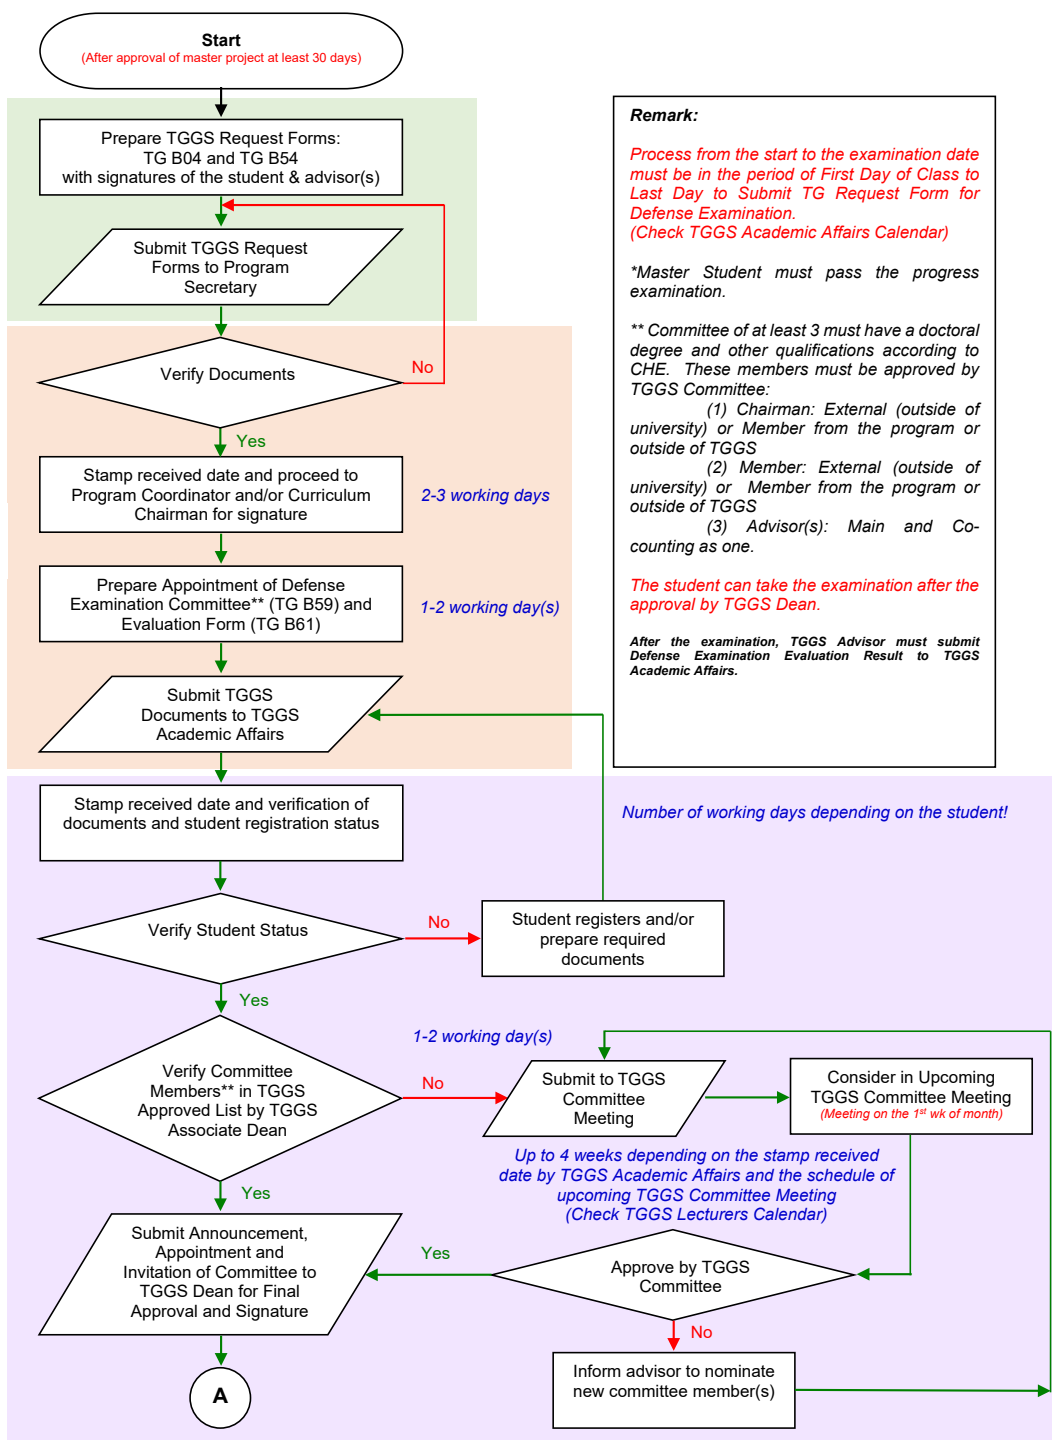 Start
(After approval of master project at least 30 days)
Prepare TGGS Request Forms:
TG B04 and TG B54
with signatures of the student & advisor(s)
Submit TGGS Request
Forms to Program
Secretary
Verify Documents
No
Yes
Stamp received date and proceed to
Program Coordinator and/or Curriculum
Chairman for signature
2-3 working days
Prepare Appointment of Defense
Examination Committee** (TG B59) and
Evaluation Form (TG B61)
1-2 working day(s)
Submit TGGS
Documents to TGGS
Academic Affairs
Remark:
Process from the start to the examination date
must be in the period of First Day of Class to
Last Day to Submit TG Request Form for
Defense Examination.
(Check TGGS Academic Affairs Calendar)
*Master Student must pass the progress
examination.
** Committee of at least 3 must have a doctoral
degree and other qualifications according to
CHE. These members must be approved by
TGGS Committee:
(1) Chairman: External (outside of
university) or Member from the program or
outside of TGGS
(2) Member: External (outside of
university) or Member from the program or
outside of TGGS
(3) Advisor(s): Main and Co-
counting as one.
The student can take the examination after the
approval by TGGS Dean.
After the examination, TGGS Advisor must submit
Defense Examination Evaluation Result to TGGS
Academic Affairs.
Stamp received date and verification of
documents and student registration status
Number of working days depending on the student!
Verify Student Status
No
Student registers and/or
prepare required
documents
Yes
1-2 working day(s)
Verify Committee
Members** in TGGS
Approved List by TGGS
Associate Dean
No
Submit to TGGS
Committee
Meeting
Consider in Upcoming
TGGS Committee Meeting
(Meeting on the 1st wk of month)
Up to 4 weeks depending on the stamp received
date by TGGS Academic Affairs and the schedule of
upcoming TGGS Committee Meeting
(Check TGGS Lecturers Calendar)
Yes
Submit Announcement,
Appointment and
Invitation of Committee to
TGGS Dean for Final
Approval and Signature
Yes
Approve by TGGS
Committee
No
Inform advisor to nominate
new committee member(s)
A